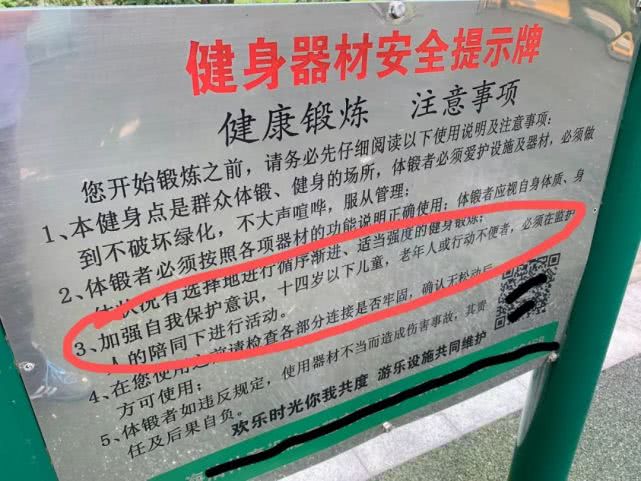 健身器材安全提示牌
健康锻炼 注意事项
您开始锻炼之前，请务必先仔细阅读以下使用说明及注意事项：
1、本健身点是群众体锻、健身的场所，体锻者必须爱护设施及器材，必须做
到不破坏绿化，不大声喧哗，服从管理；
2、体锻者必须按照各项器材的功能说明正确使用；体锻者应视自身体质、身
体状况有选择地进行循序渐进、适当强度的健身锻炼；
3、加强自我保护意识，十四岁以下儿童，老年人或行动不便者，必须在监护
人的陪同下进行活动。
4、在您使用之前请检查各部分连接是否牢固，确认无松动后
方可使用；
5、体锻者如违反规定，使用器材不当而造成伤害事故，其责
任及后果自负。
欢乐时光你我共度 游乐设施共同维护